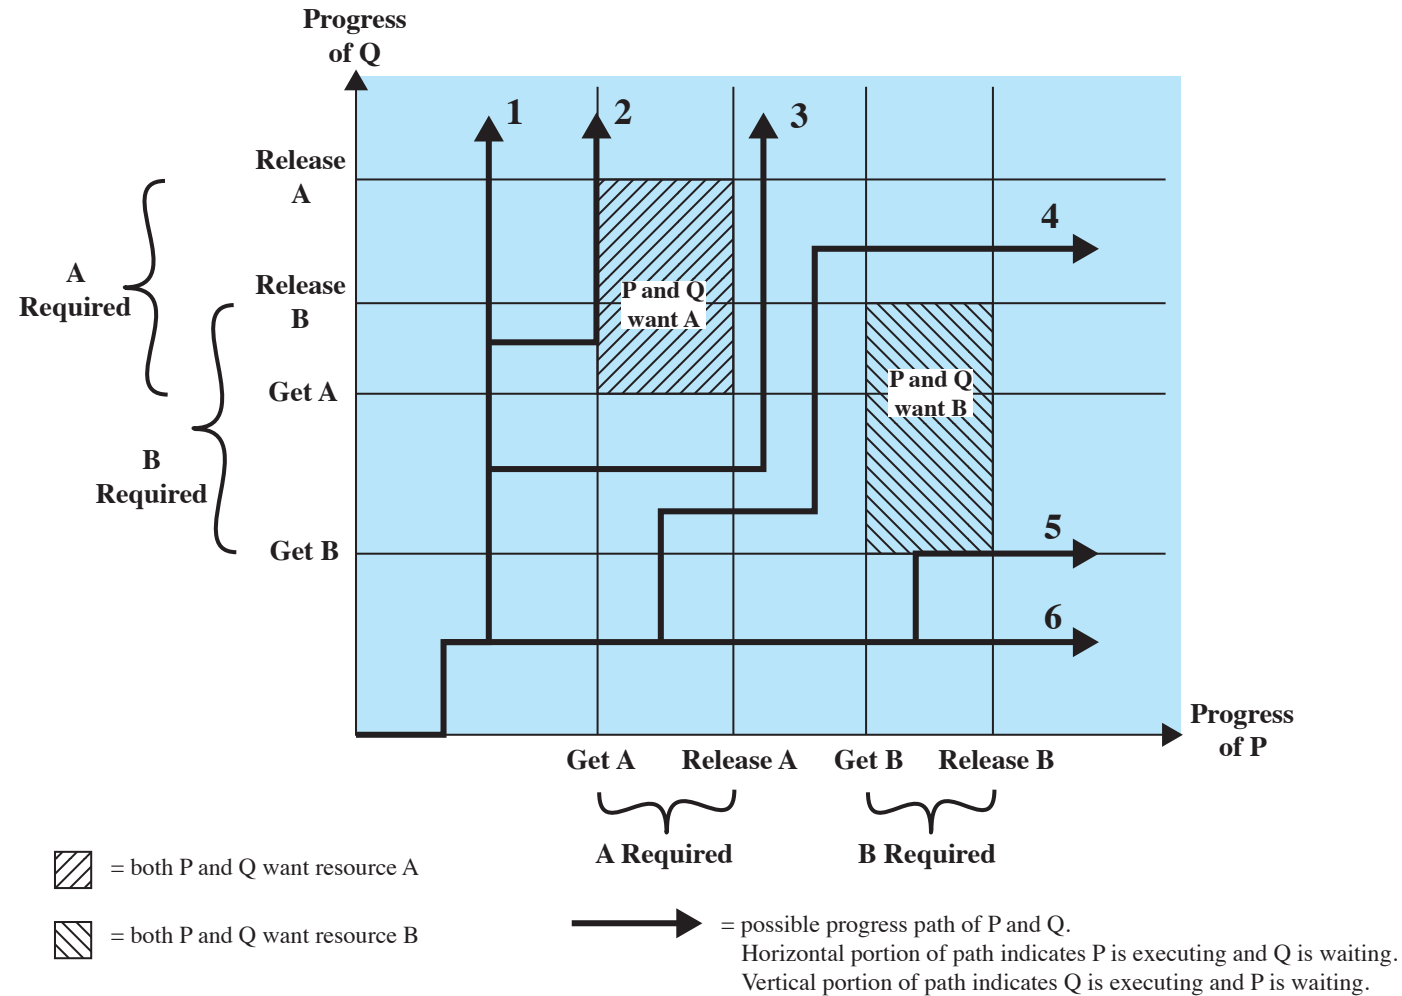 Progress
of Q
1
2
3
Release
A
4
A
Required
Release
B
P and Q
want A
Get A
P and Q
want B
B
Required
Get B
5
6
Progress
of P
Get A
Release A
Get B
Release B
A Required
B Required
= both P and Q want resource A
= both P and Q want resource B
= possible progress path of P and Q.
Horizontal portion of path indicates P is executing and Q is waiting.
Vertical portion of path indicates Q is executing and P is waiting.